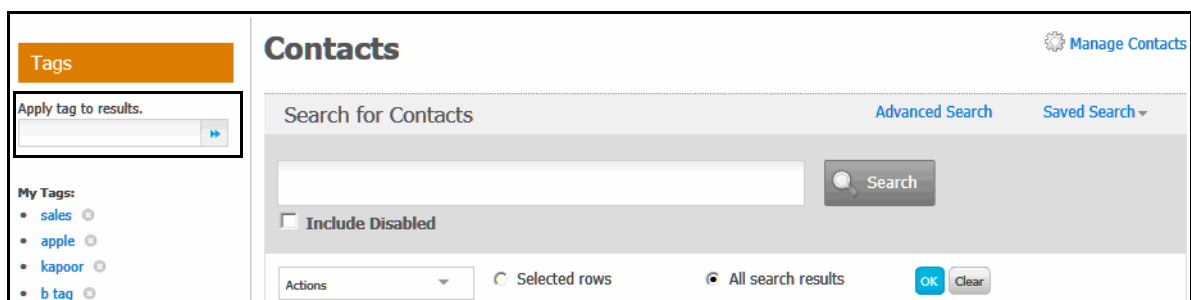 Tags
Apply tag to results.
My Tags:
sales
apple
kapoor
b tag
Contacts
Manage Contacts
Search for Contacts
Advanced Search
Saved Search
Search
Include Disabled
Actions
Selected rows
All search results
OK
Clear